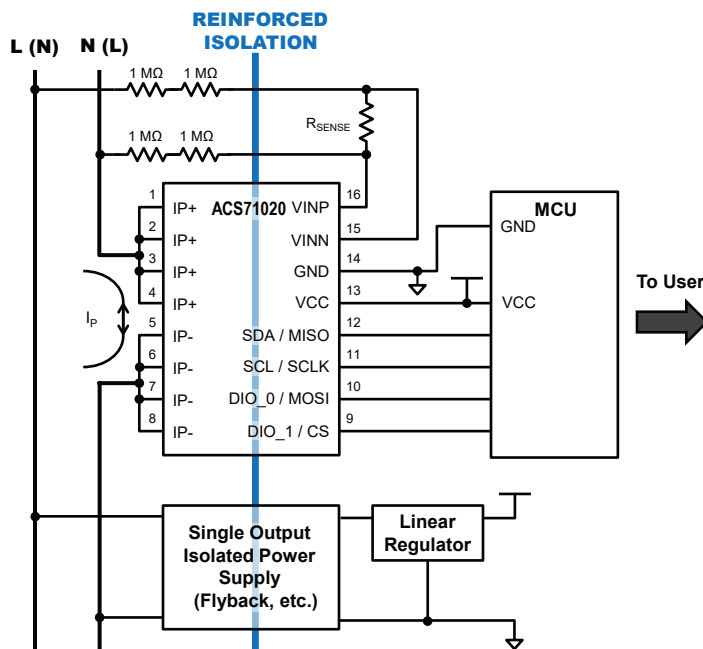 REINFORCED
ISOLATION
L (N)
N (L)
1 MΩ
1 MΩ
RSENSE
1 MΩ
1 MΩ
ACS71020
1
IP+
2
IP+
3
IP+
4
IP+
5
IP-
6
IP-
7
IP-
8
IP-
16
VINP
15
VINN
14
GND
13
VCC
12
SDA / MISO
11
SCL / SCLK
10
DIO_0 / MOSI
9
DIO_1 / CS
IP
MCU
GND
VCC
To User
Single Output
Isolated Power
Supply
(Flyback, etc.)
Linear
Regulator